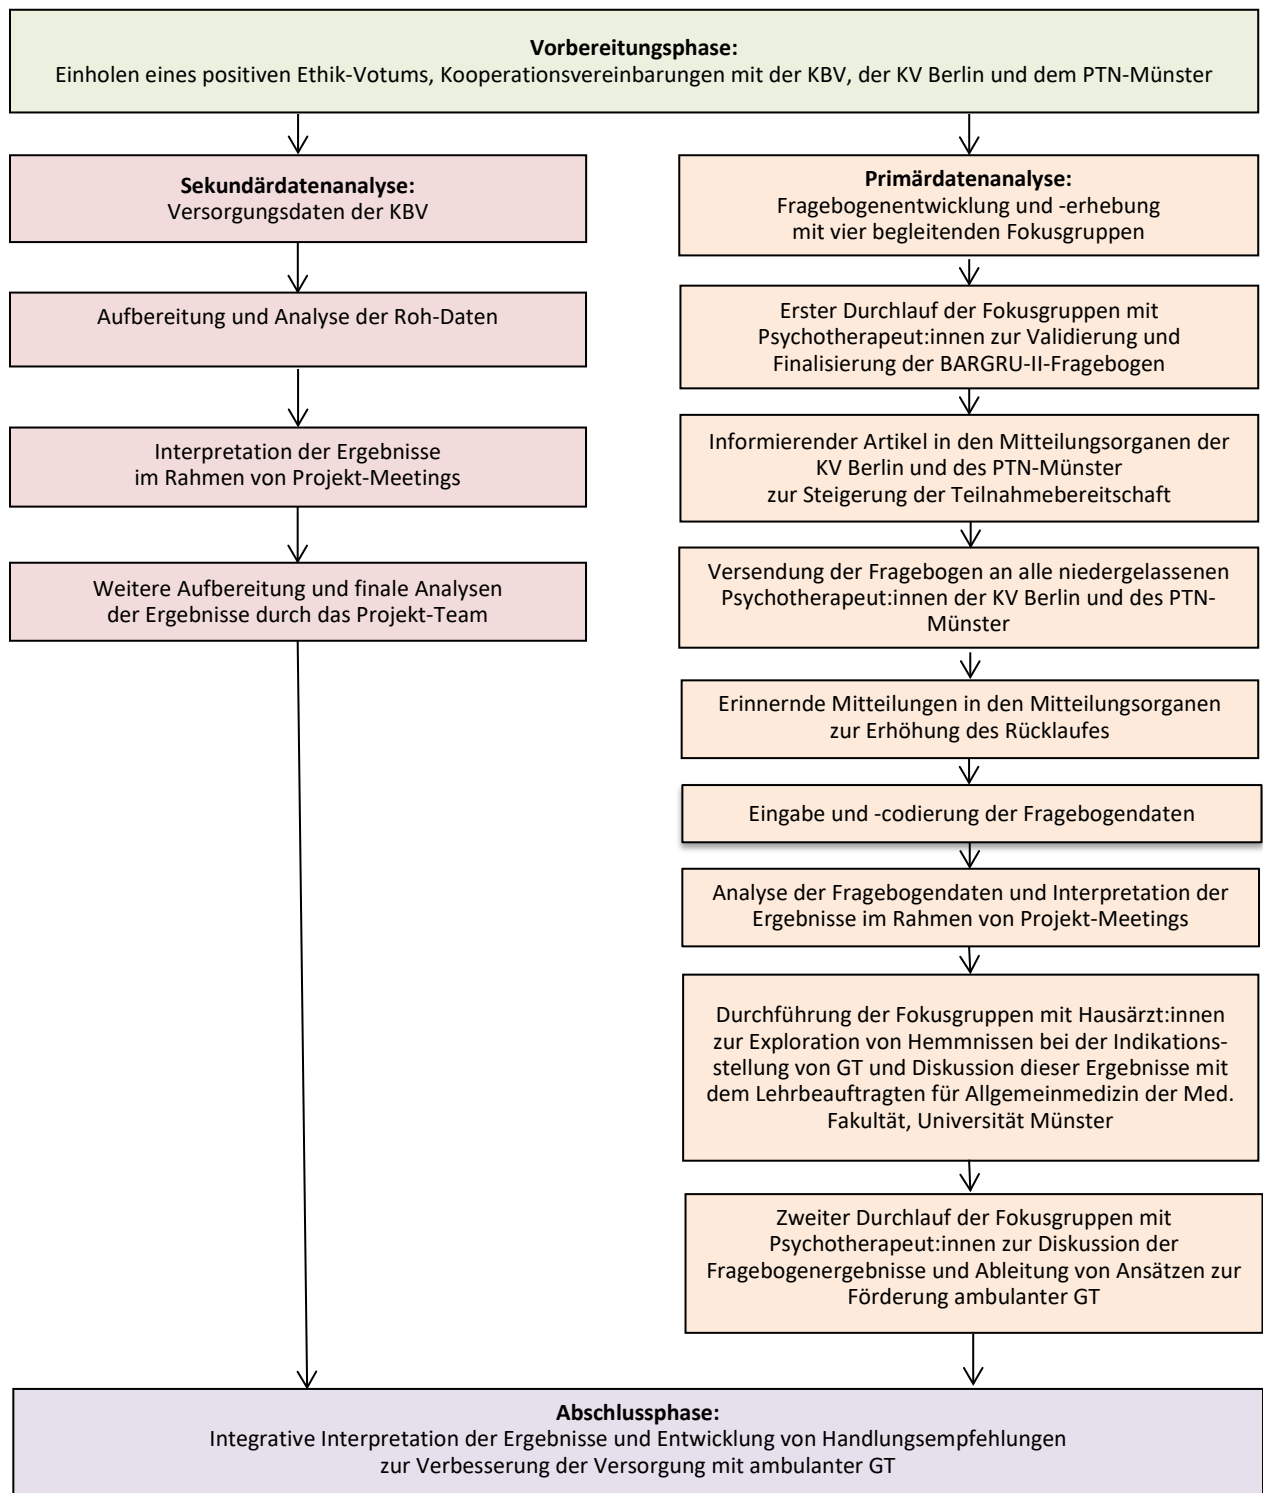 Vorbereitungsphase:
Einholen eines positiven Ethik-Votums, Kooperationsvereinbarungen mit der KBV, der KV Berlin und dem PTN-Münster
Sekundärdatenanalyse:
Versorgungsdaten der KBV
Aufbereitung und Analyse der Roh-Daten
Interpretation der Ergebnisse
im Rahmen von Projekt-Meetings
Weitere Aufbereitung und finale Analysen
der Ergebnisse durch das Projekt-Team
Primärdatenanalyse:
Fragebogenentwicklung und -erhebung
mit vier begleitenden Fokusgruppen
Erster Durchlauf der Fokusgruppen mit
Psychotherapeut:innen zur Validierung und
Finalisierung der BARGRU-II-Fragebogen
Informierender Artikel in den Mitteilungsorganen der
KV Berlin und des PTN-Münster
zur Steigerung der Teilnahmebereitschaft
Versendung der Fragebogen an alle niedergelassenen
Psychotherapeut:innen der KV Berlin und des PTN-
Münster
Erinnernde Mitteilungen in den Mitteilungsorganen
zur Erhöhung des Rücklaufes
Eingabe und -codierung der Fragebogendaten
Analyse der Fragebogendaten und Interpretation der
Ergebnisse im Rahmen von Projekt-Meetings
Durchführung der Fokusgruppen mit Hausärzt:innen
zur Exploration von Hemmnissen bei der Indikations-
stellung von GT und Diskussion dieser Ergebnisse mit
dem Lehrbeauftragten für Allgemeinmedizin der Med.
Fakultät, Universität Münster
Zweiter Durchlauf der Fokusgruppen mit
Psychotherapeut:innen zur Diskussion der
Fragebogenergebnisse und Ableitung von Ansätzen zur
Förderung ambulanter GT
Abschlussphase:
Integrative Interpretation der Ergebnisse und Entwicklung von Handlungsempfehlungen
zur Verbesserung der Versorgung mit ambulanter GT